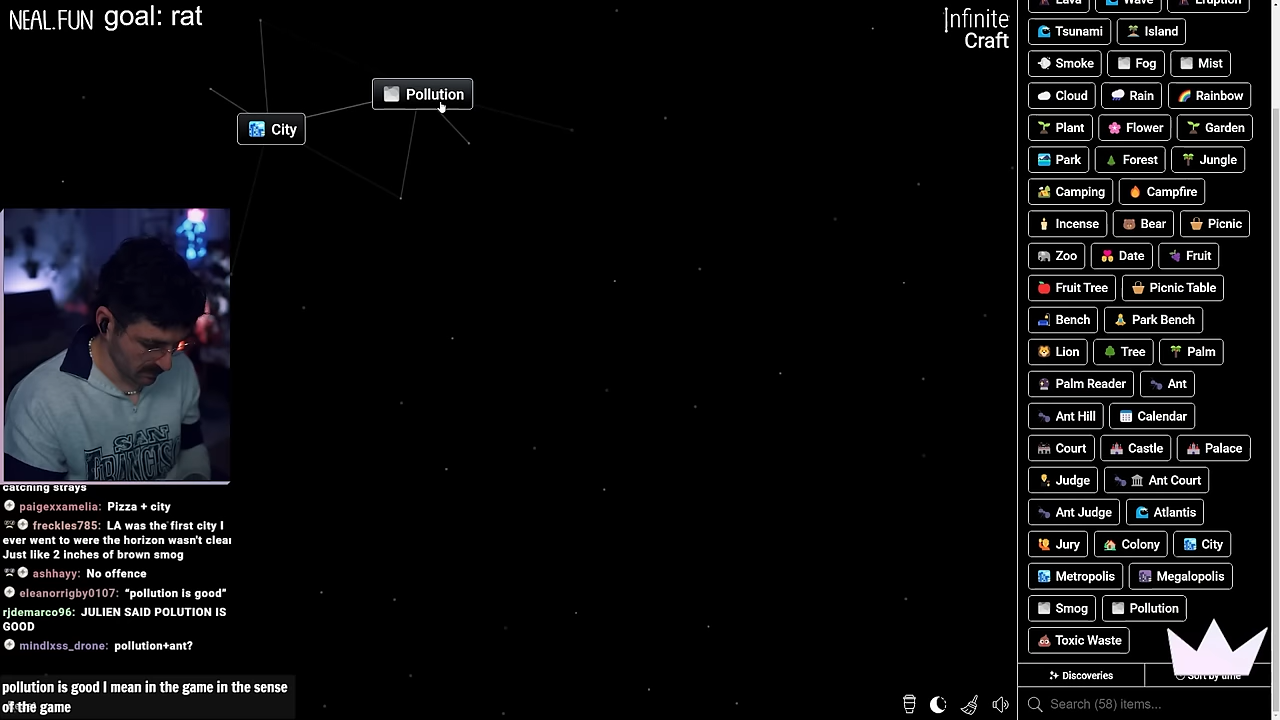 NEAL.FUN goal: rat
Infinite
Craft
Pollution
City
Tsunami Island
Smoke Fog Mist
Cloud Rain Rainbow
Plant Flower Garden
Park Forest Jungle
Camping Campfire
Incense Bear Picnic
Zoo Date Fruit
Fruit Tree Picnic Table
Bench Park Bench
Lion Tree Palm
Palm Reader Ant
Ant Hill Calendar
Court Castle Palace
Judge Ant Court
Ant Judge Atlantis
Jury Colony City
Metropolis Megalopolis
Smog Pollution
Toxic Waste
Discoveries
Search (58) items...
SAN
catching strays
paigexxamelia: Pizza + city
freckles785: LA was the first city I
ever went to were the horizon wasn't clear
Just like 2 inches of brown smog
ashhayy: No offence
eleanorrigby0107: “pollution is good”
rjdemarco96: JULIEN SAID POLUTION IS
GOOD
mindlxss_drone: pollution+ant?
pollution is good I mean in the game in the sense
of the game